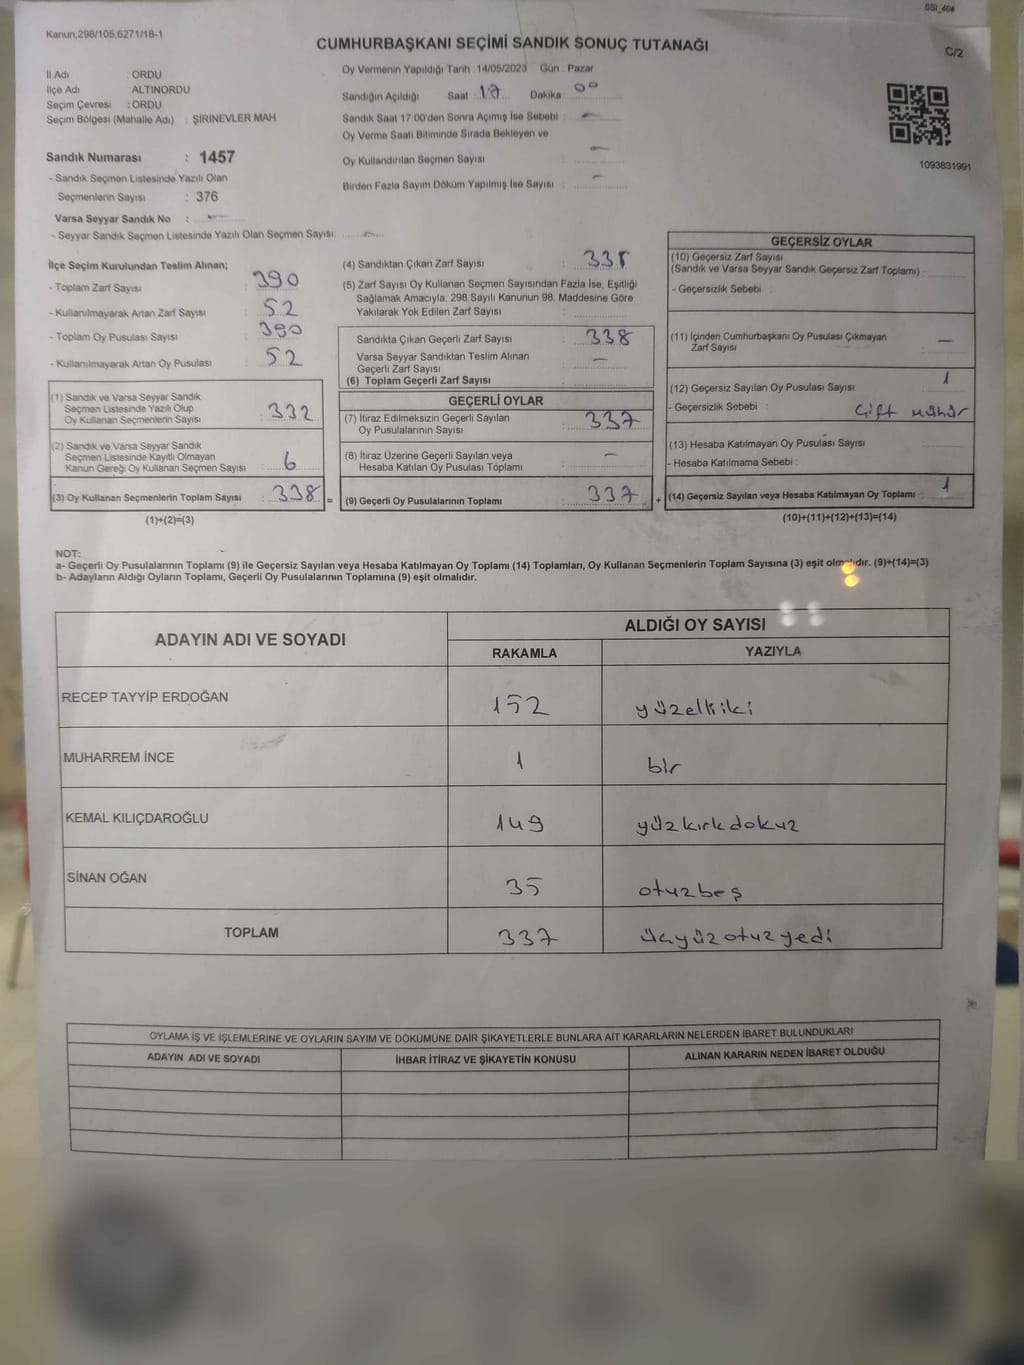 SSI_404
Kanun,298/105,6271/18-1
CUMHURBAŞKANI SEÇİMİ SANDIK SONUÇ TUTANAĞI
C/2
İl Adı : ORDU
İlçe Adı : ALTINORDU
Seçim Çevresi : ORDU
Seçim Bölgesi (Mahalle Adı) : ŞİRİNEVLER MAH.
Sandık Numarası : 1457
- Sandık Seçmen Listesinde Yazılı Olan
Seçmenlerin Sayısı : 376
Varsa Seyyar Sandık No : -
- Seyyar Sandık Seçmen Listesinde Yazılı Olan Seçmen Sayısı: -
Oy Vermenin Yapıldığı Tarih : 14/05/2023 Gün : Pazar
Sandığın Açıldığı Saat 17 Dakika 00
Sandık Saat 17:00'den Sonra Açımış İse Sebebi : -
Oy Verme Saati Bitiminde Sırada Bekleyen ve
Oy Kullandırılan Seçmen Sayısı : -
Birden Fazla Sayım Döküm Yapılmış İse Sayısı : -
1093831991
İlçe Seçim Kurulundan Teslim Alınan;
- Toplam Zarf Sayısı : 390
- Kullanılmayarak Artan Zarf Sayısı : 52
- Toplam Oy Pusulası Sayısı : 390
- Kullanılmayarak Artan Oy Pusulası : 52
(1) Sandık ve Varsa Seyyar Sandık
Seçmen Listesinde Yazılı Olup
Oy Kullanan Seçmenlerin Sayısı : 332
(2) Sandık ve Varsa Seyyar Sandık
Seçmen Listesinde Kayıtlı Olmayan
Kanun Gereği Oy Kullanan Seçmen Sayısı : 6
(3) Oy Kullanan Seçmenlerin Toplam Sayısı : 338 =
(1)+(2)=(3)
(4) Sandıktan Çıkan Zarf Sayısı :
(5) Zarf Sayısı Oy Kullanan Seçmen Sayısından Fazla İse, Eşitliği
Sağlamak Amacıyla, 298 Sayılı Kanunun 98. Maddesine Göre
Yakılarak Yok Edilen Zarf Sayısı :
Sandıkta Çıkan Geçerli Zarf Sayısı : 338
Varsa Seyyar Sandıktan Teslim Alınan
Geçerli Zarf Sayısı : -
(6) Toplam Geçerli Zarf Sayısı :
GEÇERLİ OYLAR
(7) İtiraz Edilmeksizin Geçerli Sayılan
Oy Pusulalarının Sayısı : 337
(8) İtiraz Üzerine Geçerli Sayılan veya
Hesaba Katılan Oy Pusulası Toplamı : -
(9) Geçerli Oy Pusulalarının Toplamı : 337 +
GEÇERSİZ OYLAR
(10) Geçersiz Zarf Sayısı
(Sandık ve Varsa Seyyar Sandık Geçersiz Zarf Toplamı) :
- Geçersizlik Sebebi :
(11) İçinden Cumhurbaşkanı Oy Pusulası Çıkmayan
Zarf Sayısı : -
(12) Geçersiz Sayılan Oy Pusulası Sayısı : 1
- Geçersizlik Sebebi : Çift mühür
(13) Hesaba Katılmayan Oy Pusulası Sayısı :
- Hesaba Katılmama Sebebi :
(14) Geçersiz Sayılan veya Hesaba Katılmayan Oy Toplamı : 1
(10)+(11)+(12)+(13)=(14)
NOT:
a- Geçerli Oy Pusulalarının Toplamı (9) ile Geçersiz Sayılan veya Hesaba Katılmayan Oy Toplamı (14) Toplamları, Oy Kullanan Seçmenlerin Toplam Sayısına (3) eşit olmalıdır. (9)+(14)=(3)
b- Adayların Aldığı Oyların Toplamı, Geçerli Oy Pusulalarının Toplamına (9) eşit olmalıdır.
ADAYIN ADI VE SOYADI ALDIĞI OY SAYISI
RAKAMLA YAZIYLA
RECEP TAYYİP ERDOĞAN 152 yüzelliiki
MUHARREM İNCE 1 bir
KEMAL KILIÇDAROĞLU 149 yüzkırkdokuz
SİNAN OĞAN 35 otuzbeş
TOPLAM 337 üçyüzotuzyedi
OYLAMA İŞ VE İŞLEMLERİNE VE OYLARIN SAYIM VE DÖKÜMÜNE DAİR ŞİKAYETLERLE BUNLARA AİT KARARLARIN NELERDEN İBARET BULUNDUKLARI
ADAYIN ADI VE SOYADI İHBAR İTİRAZ VE ŞİKAYETİN KONUSU ALINAN KARARIN NEDEN İBARET OLDUĞU